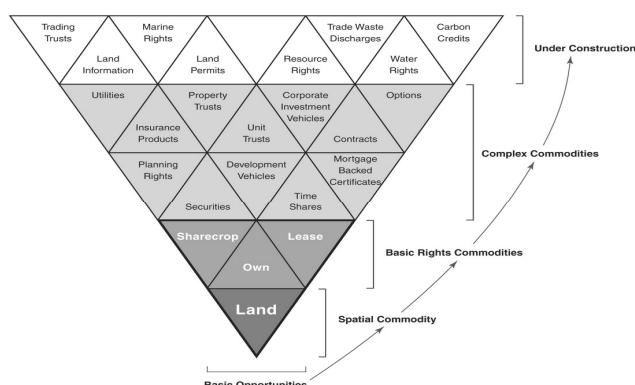 Trading
Trusts
Marine
Rights
Trade Waste
Discharges
Carbon
Credits
Land
Information
Land
Permits
Resource
Rights
Water
Rights
Under Construction
Utilities
Property
Trusts
Corporate
Investment
Vehicles
Options
Insurance
Products
Unit
Trusts
Contracts
Complex Commodities
Planning
Rights
Development
Vehicles
Mortgage
Backed
Certificates
Securities
Time
Shares
Sharecrop
Lease
Basic Rights Commodities
Own
Land
Spatial Commodity
Basic Opportunities